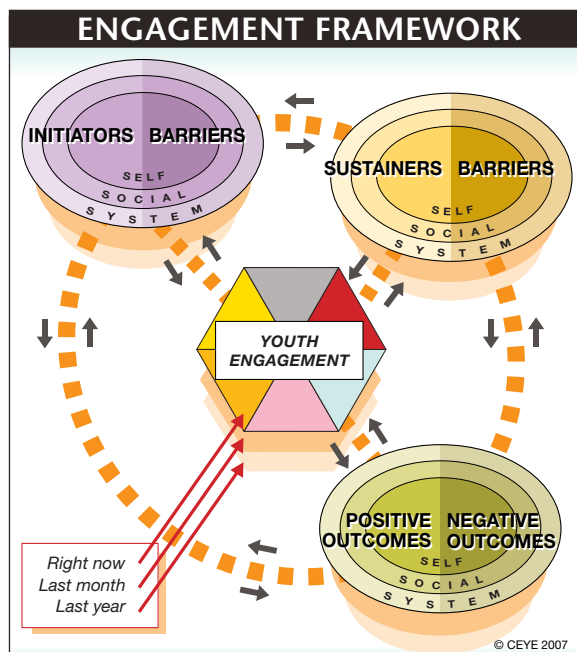 ENGAGEMENT FRAMEWORK
INITIATORS BARRIERS
SELF
SOCIAL
SYSTEM
SUSTAINERS BARRIERS
SELF
SOCIAL
SYSTEM
YOUTH
ENGAGEMENT
POSITIVE
OUTCOMES
NEGATIVE
OUTCOMES
SELF
SOCIAL
SYSTEM
Right now
Last month
Last year
© CEYE 2007